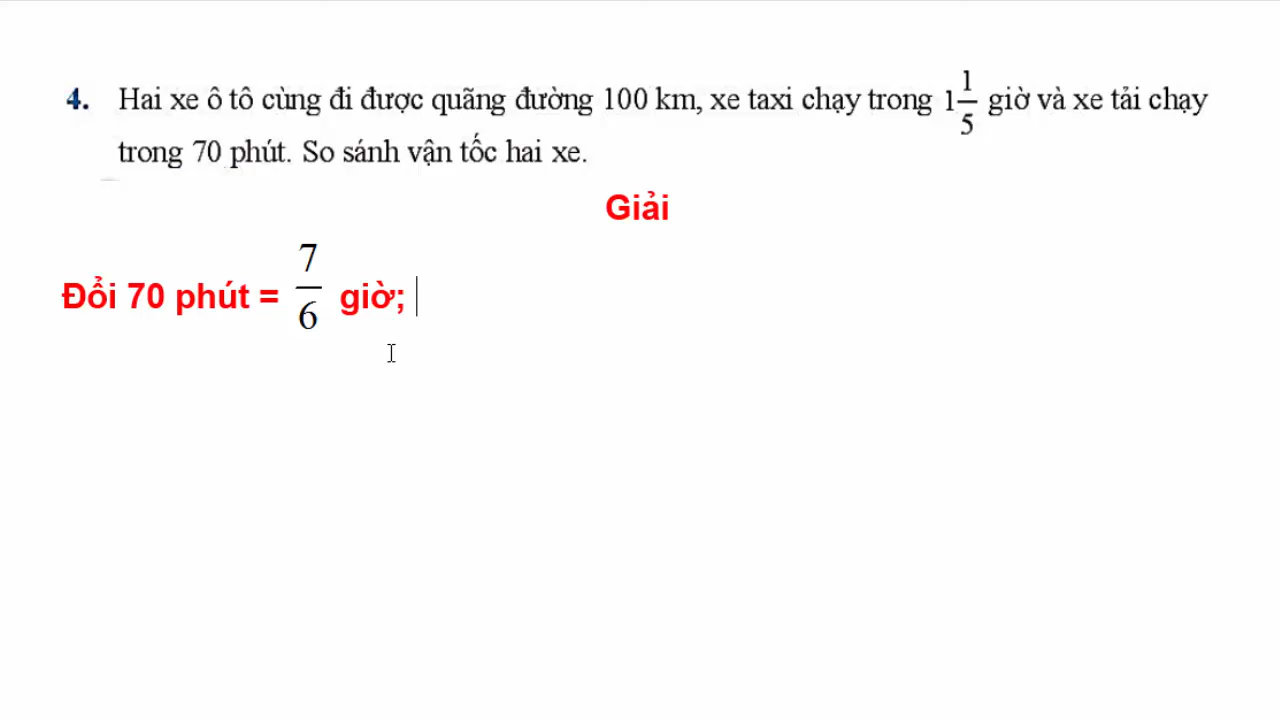 4. Hai xe ô tô cùng đi được quãng đường 100 km, xe taxi chạy trong 1 1/5 giờ và xe tải chạy
trong 70 phút. So sánh vận tốc hai xe.
Giải
Đổi 70 phút = 7/6 giờ;